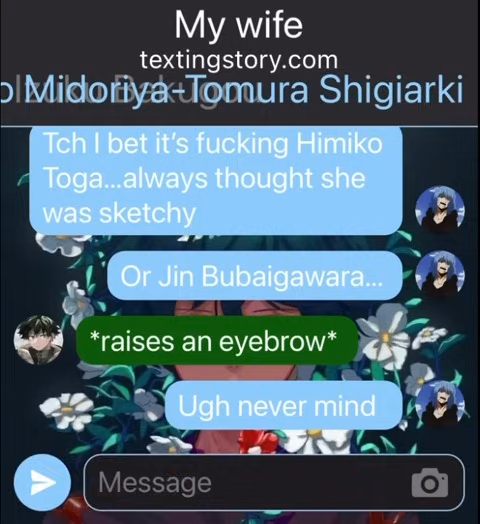 My wife
textingstory.com
Midoriya-Tomura Shigiarki
Tch I bet it's fucking Himiko
Toga...always thought she
was sketchy
Or Jin Bubaigawara...
*raises an eyebrow*
Ugh never mind
Message